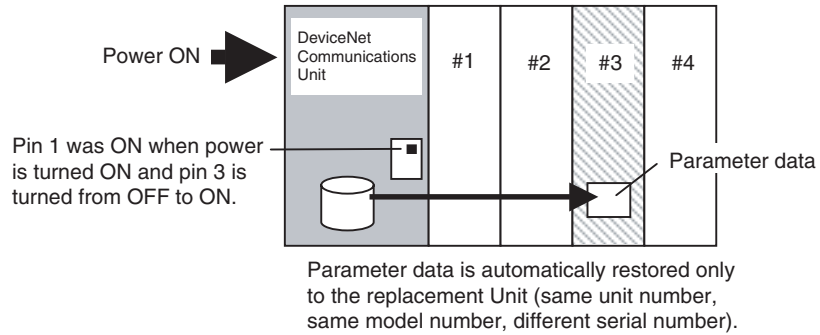 DeviceNet
Communications
Unit
Power ON
#1
#2
#3
#4
Pin 1 was ON when power
is turned ON and pin 3 is
turned from OFF to ON.
Parameter data
Parameter data is automatically restored only
to the replacement Unit (same unit number,
same model number, different serial number).